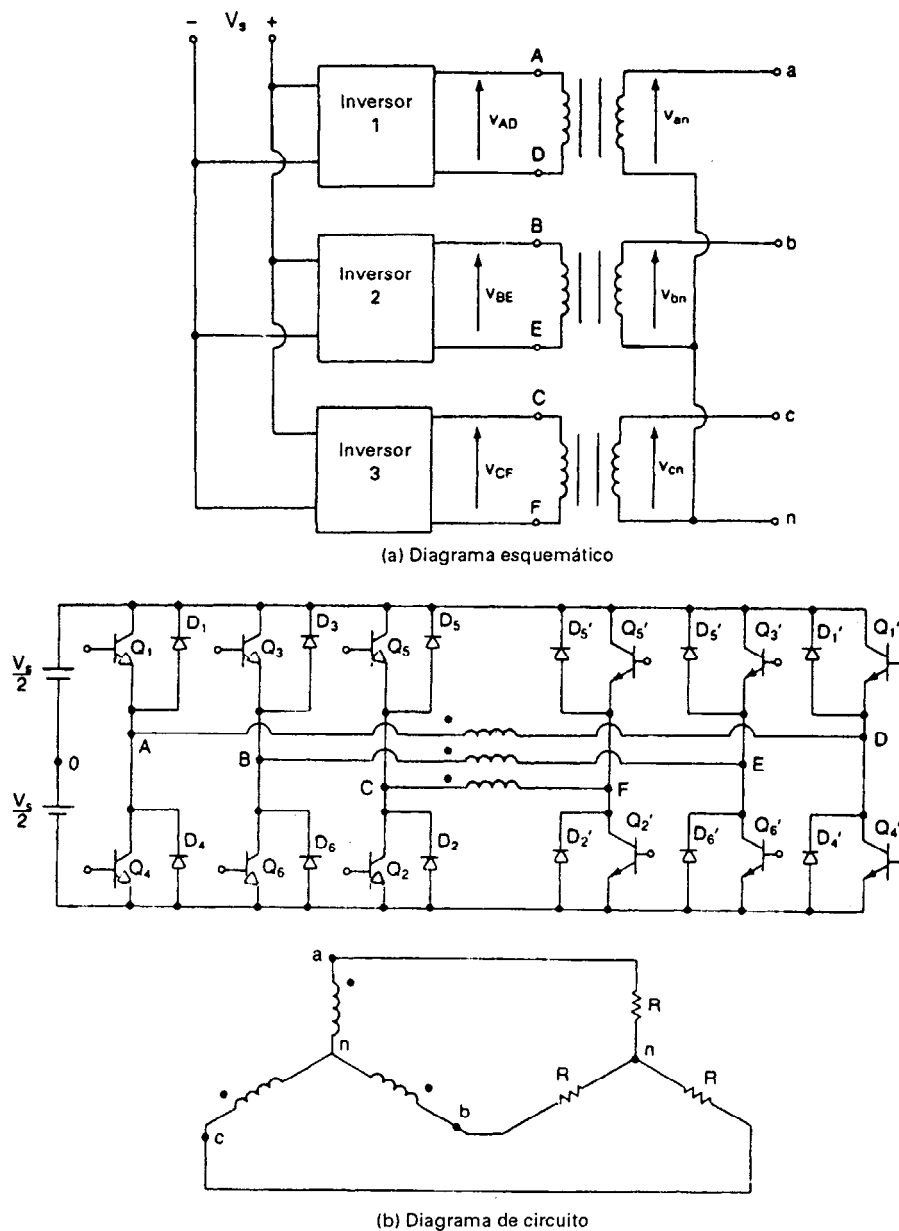 − V_s +
Inversor
1
A
v_AD
D
v_an
a
Inversor
2
B
v_BE
E
v_bn
b
Inversor
3
C
v_CF
F
v_cn
c
n
(a) Diagrama esquemático
Q_1 D_1 Q_3 D_3 Q_5 D_5 D_5′ Q_5′ D_5′ Q_3′ D_1′ Q_1′
V_s/2
A D
0 B E
C F
V_s/2
Q_4 D_4 Q_6 D_6 Q_2 D_2 D_2′ Q_2′ D_6′ Q_6′ D_4′ Q_4′
a
R
n n
R R
b
c
(b) Diagrama de circuito